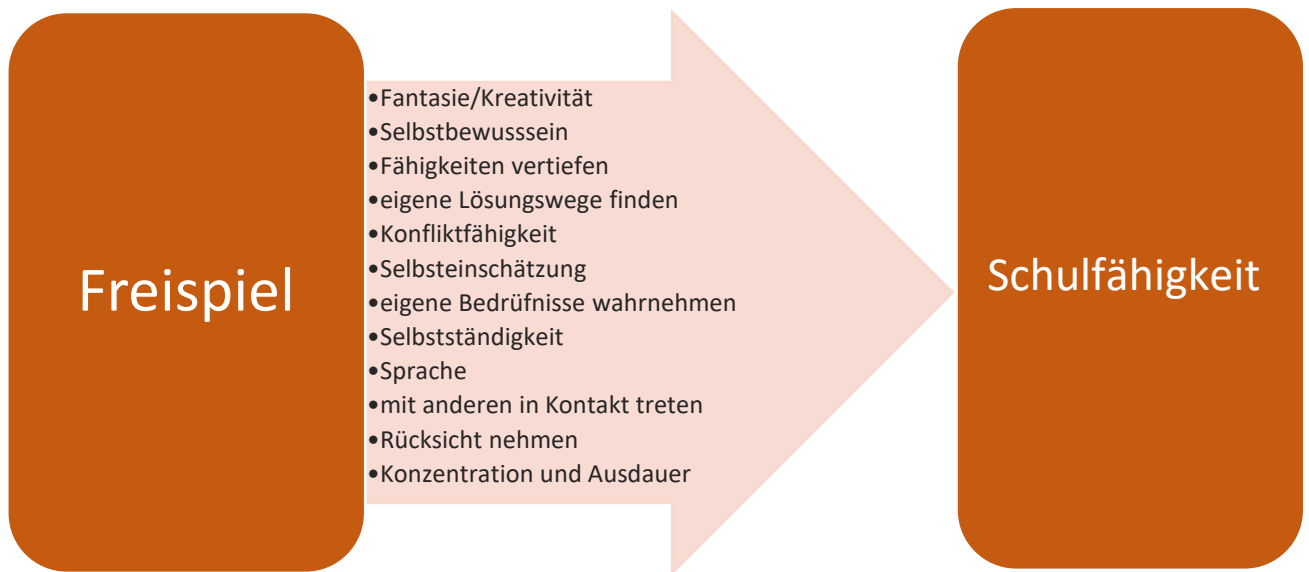 Freispiel
•Fantasie/Kreativität
•Selbstbewusssein
•Fähigkeiten vertiefen
•eigene Lösungswege finden
•Konfliktfähigkeit
•Selbsteinschätzung
•eigene Bedrüfnisse wahrnehmen
•Selbstständigkeit
•Sprache
•mit anderen in Kontakt treten
•Rücksicht nehmen
•Konzentration und Ausdauer
Schulfähigkeit